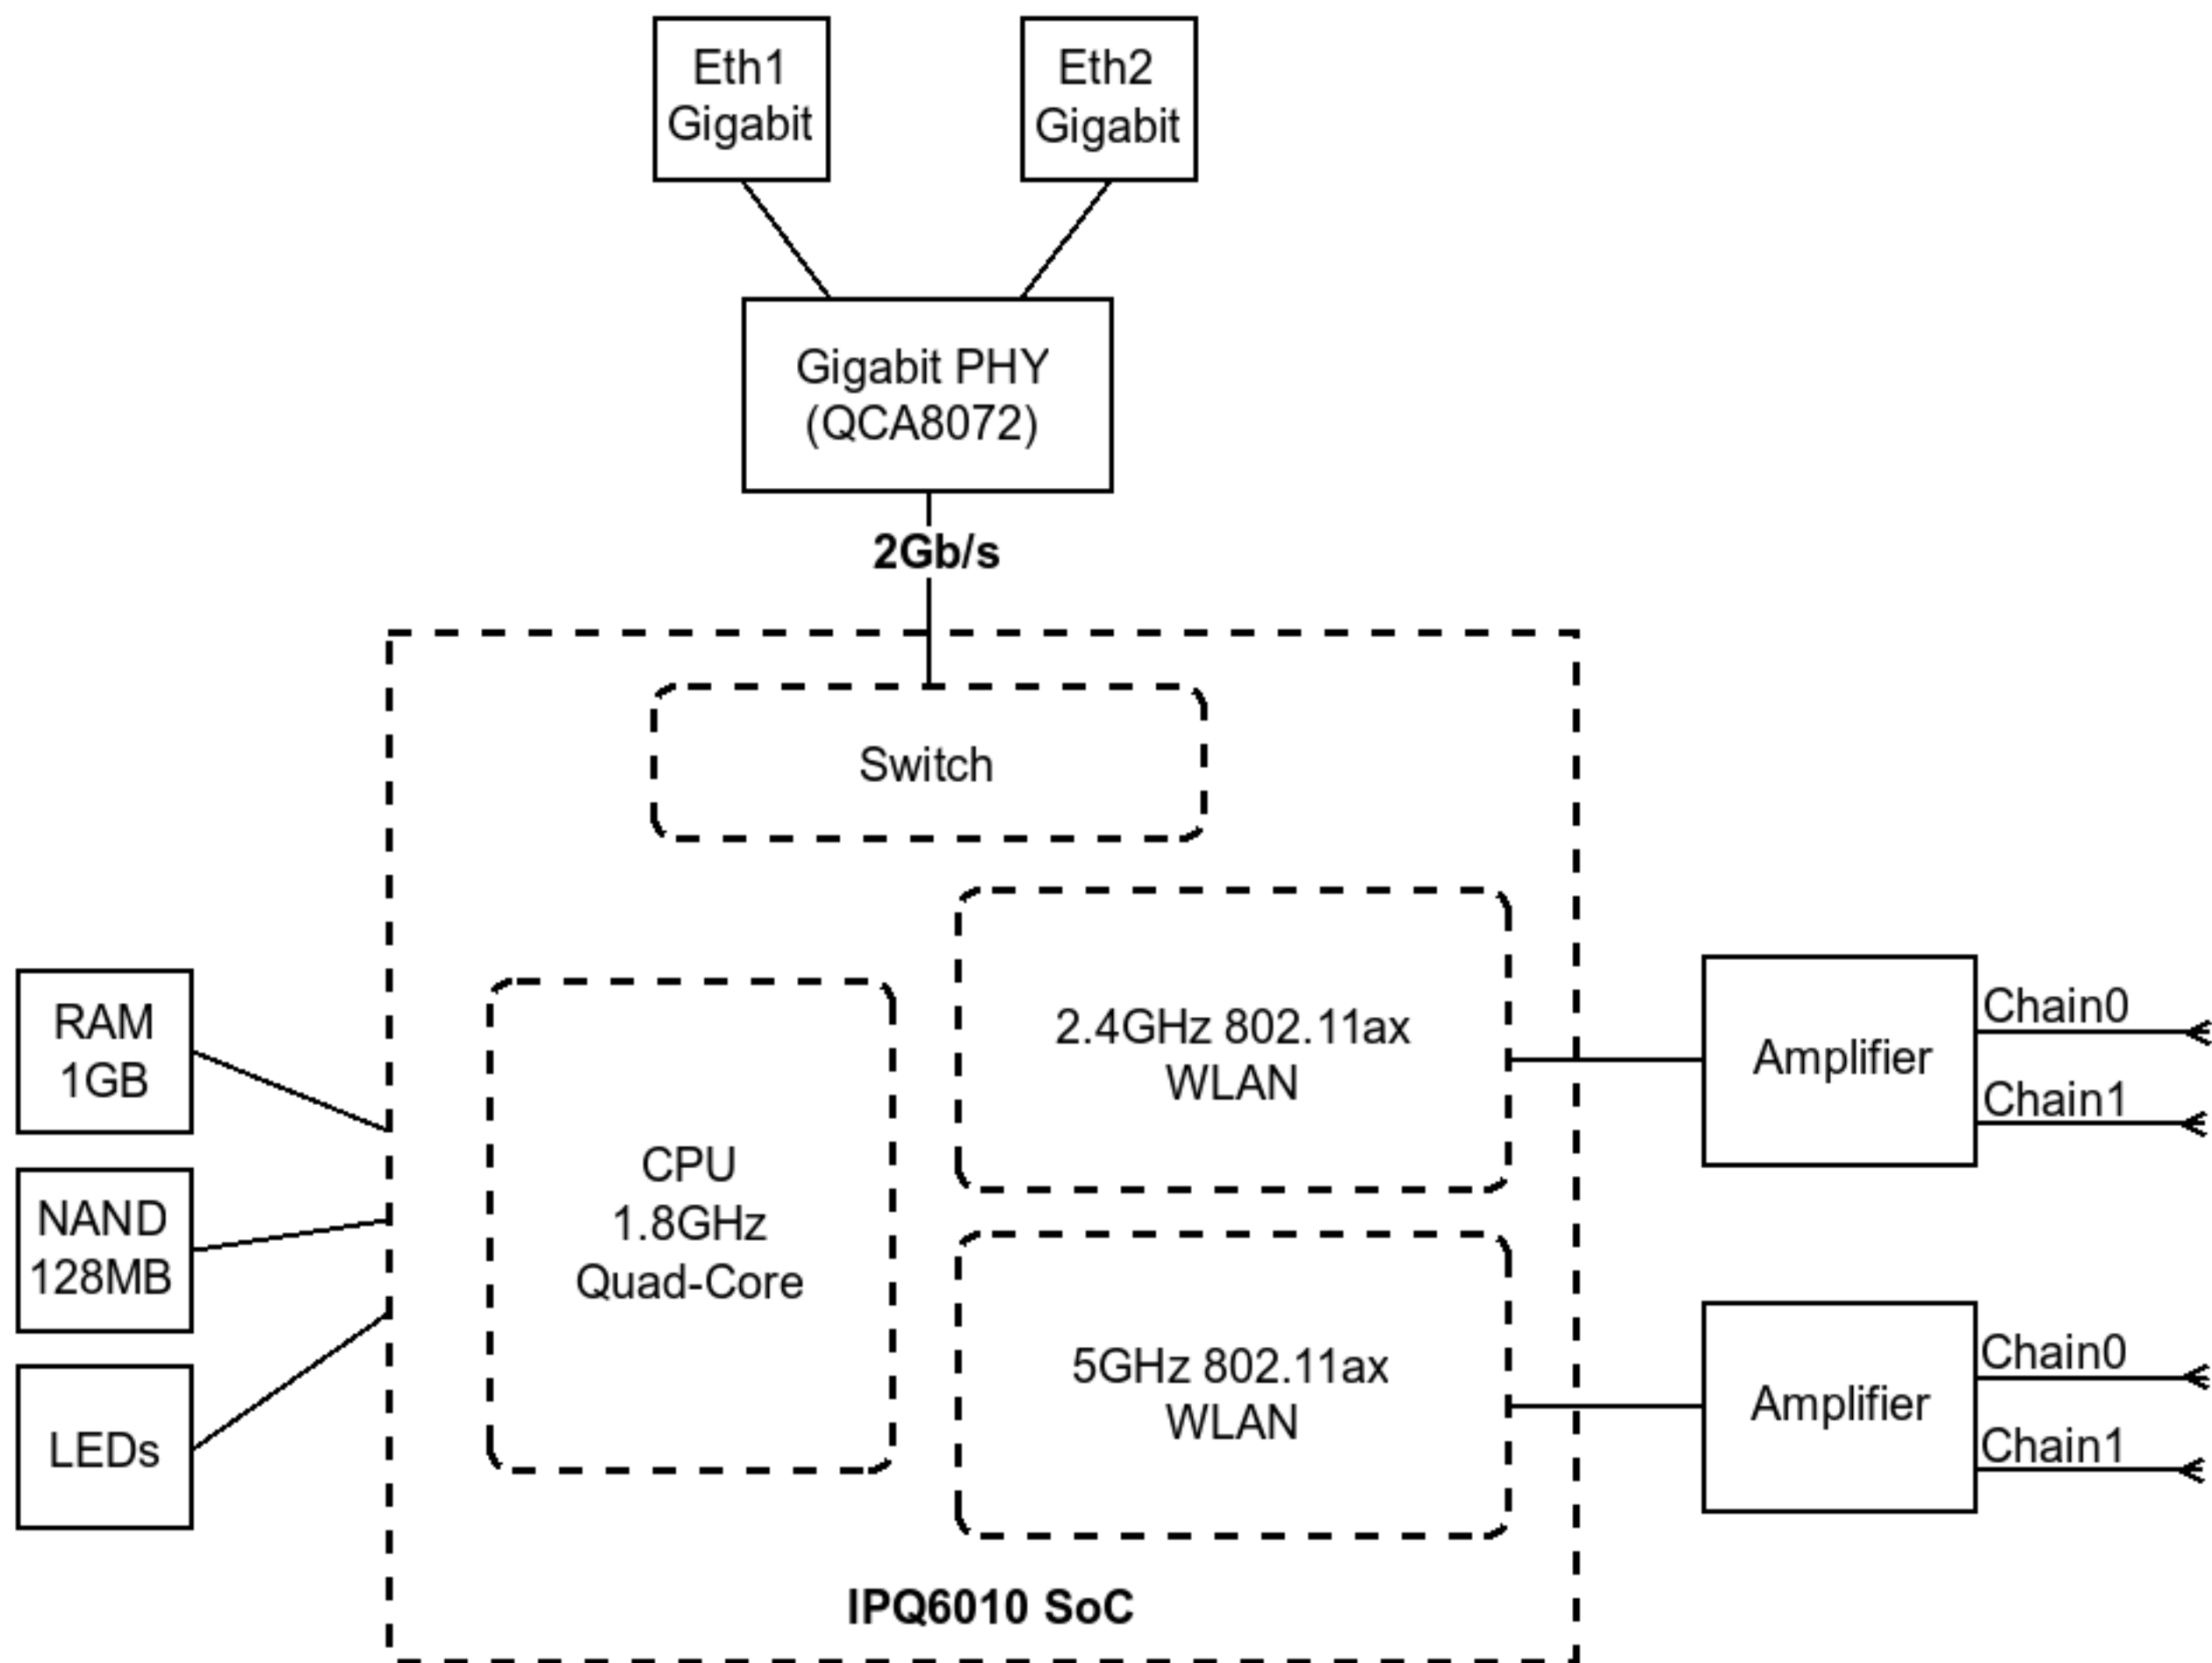 Eth1
Gigabit
Eth2
Gigabit
Gigabit PHY
(QCA8072)
2Gb/s
Switch
RAM
1GB
NAND
128MB
LEDs
CPU
1.8GHz
Quad-Core
2.4GHz 802.11ax
WLAN
5GHz 802.11ax
WLAN
Amplifier
Chain0
Chain1
Amplifier
Chain0
Chain1
IPQ6010 SoC